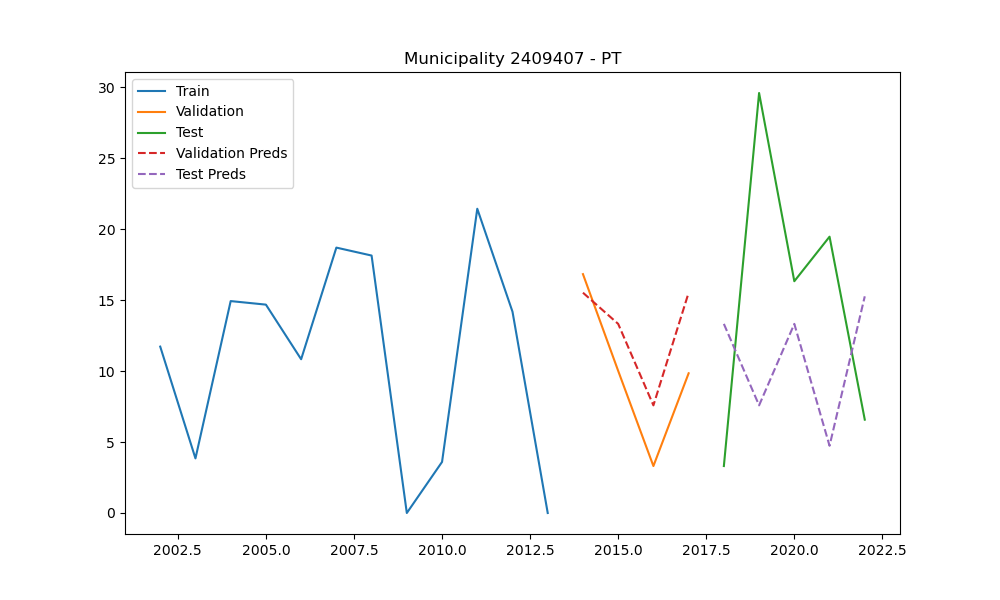 Municipality 2409407 - PT
Train
Validation
Test
Validation Preds
Test Preds
30
25
20
15
10
5
0
2002.5 2005.0 2007.5 2010.0 2012.5 2015.0 2017.5 2020.0 2022.5